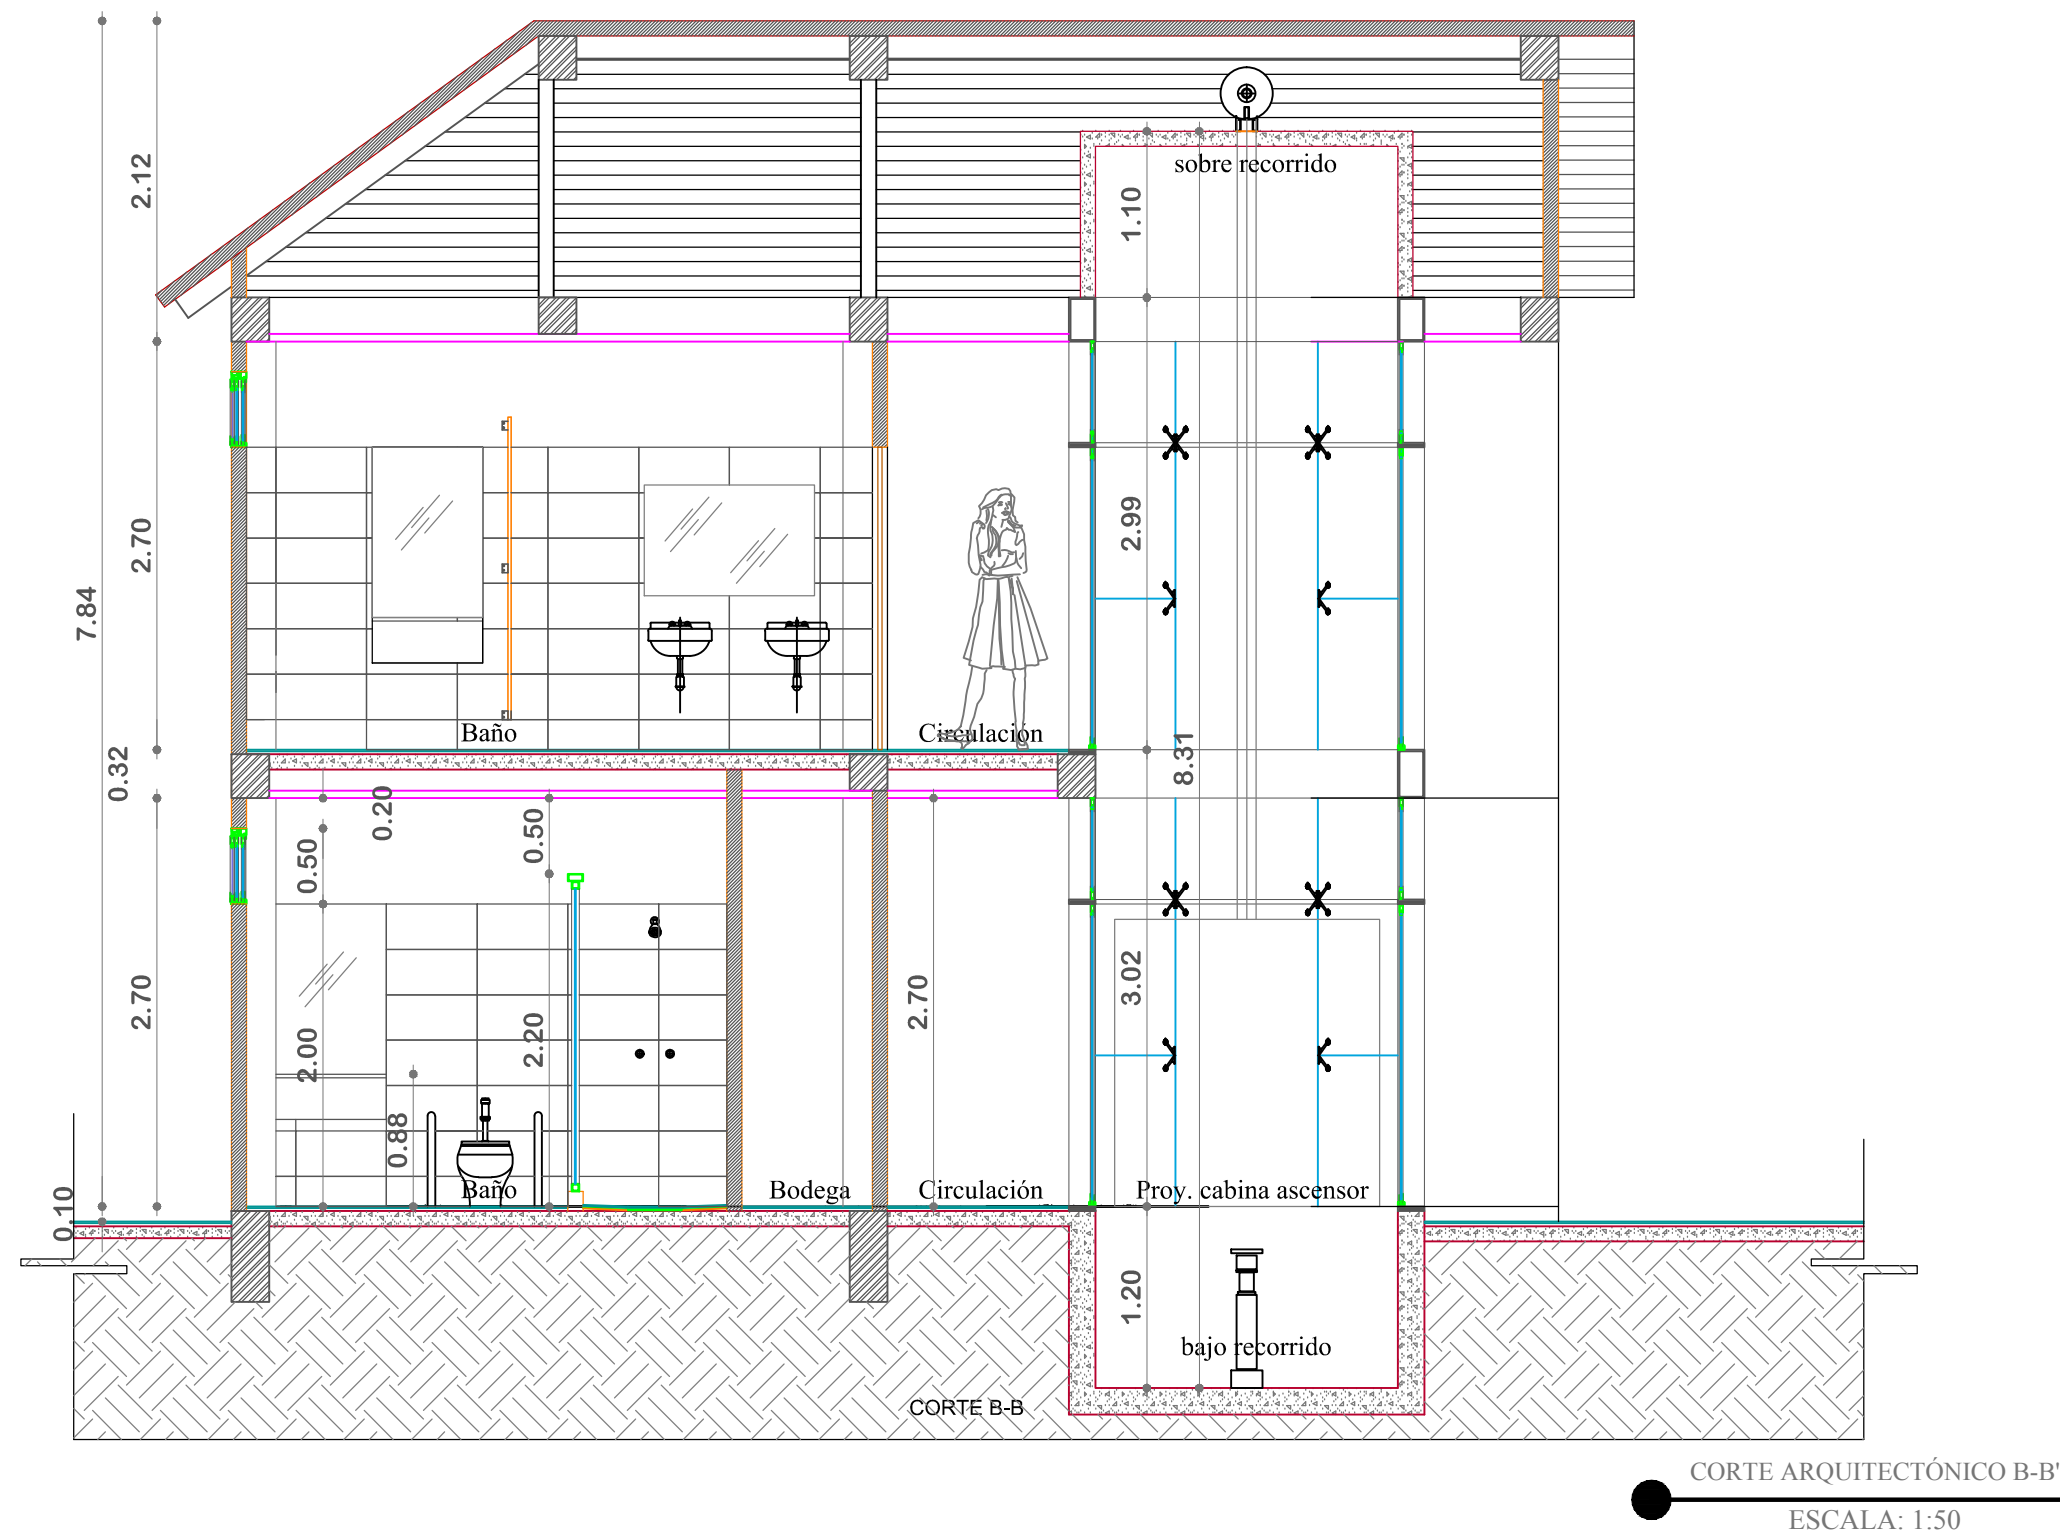 2.12
sobre recorrido
1.10
2.70
2.99
7.84
Baño
Circulación
0.32
8.31
0.20
0.50
0.50
2.70
2.00
2.20
2.70
3.02
0.88
0.10
Baño
Bodega
Circulación
Proy. cabina ascensor
1.20
bajo recorrido
CORTE B-B
CORTE ARQUITECTÓNICO B-B'
ESCALA: 1:50